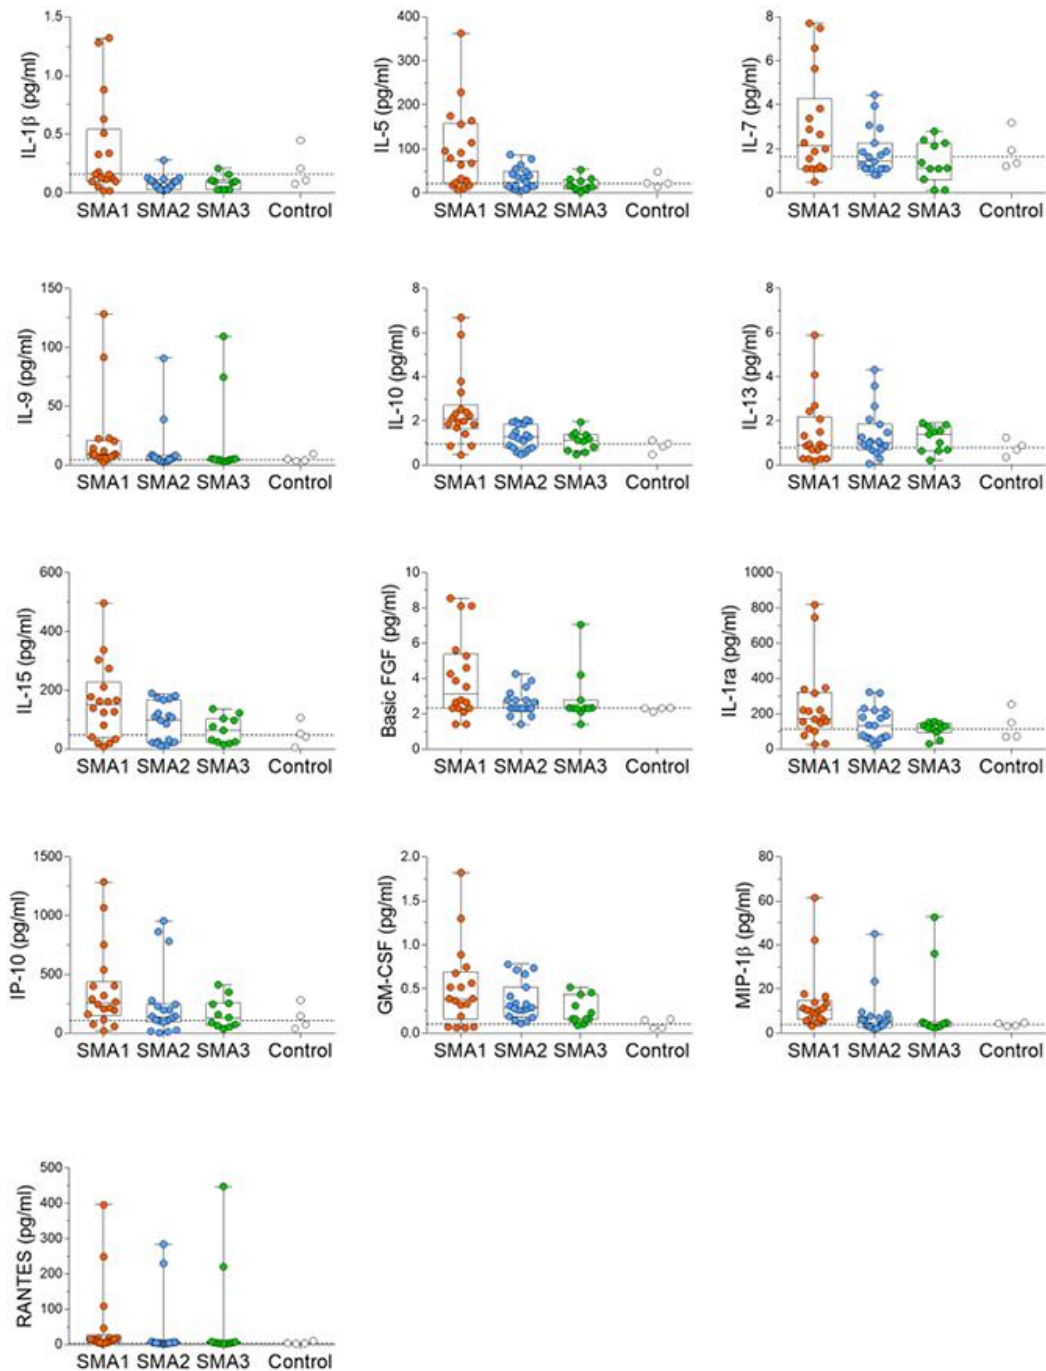 IL-1β (pg/ml)
1.5
1.0
0.5
0
SMA1 SMA2 SMA3 Control
IL-5 (pg/ml)
400
300
200
100
0
SMA1 SMA2 SMA3 Control
IL-7 (pg/ml)
8
6
4
2
0
SMA1 SMA2 SMA3 Control
IL-9 (pg/ml)
150
100
50
0
SMA1 SMA2 SMA3 Control
IL-10 (pg/ml)
8
6
4
2
0
SMA1 SMA2 SMA3 Control
IL-13 (pg/ml)
8
6
4
2
0
SMA1 SMA2 SMA3 Control
IL-15 (pg/ml)
600
400
200
0
SMA1 SMA2 SMA3 Control
Basic FGF (pg/ml)
10
8
6
4
2
0
SMA1 SMA2 SMA3 Control
IL-1ra (pg/ml)
1000
800
600
400
200
0
SMA1 SMA2 SMA3 Control
IP-10 (pg/ml)
1500
1000
500
0
SMA1 SMA2 SMA3 Control
GM-CSF (pg/ml)
2.0
1.5
1.0
0.5
0.0
SMA1 SMA2 SMA3 Control
MIP-1β (pg/ml)
80
60
40
20
0
SMA1 SMA2 SMA3 Control
RANTES (pg/ml)
500
400
300
200
100
0
SMA1 SMA2 SMA3 Control